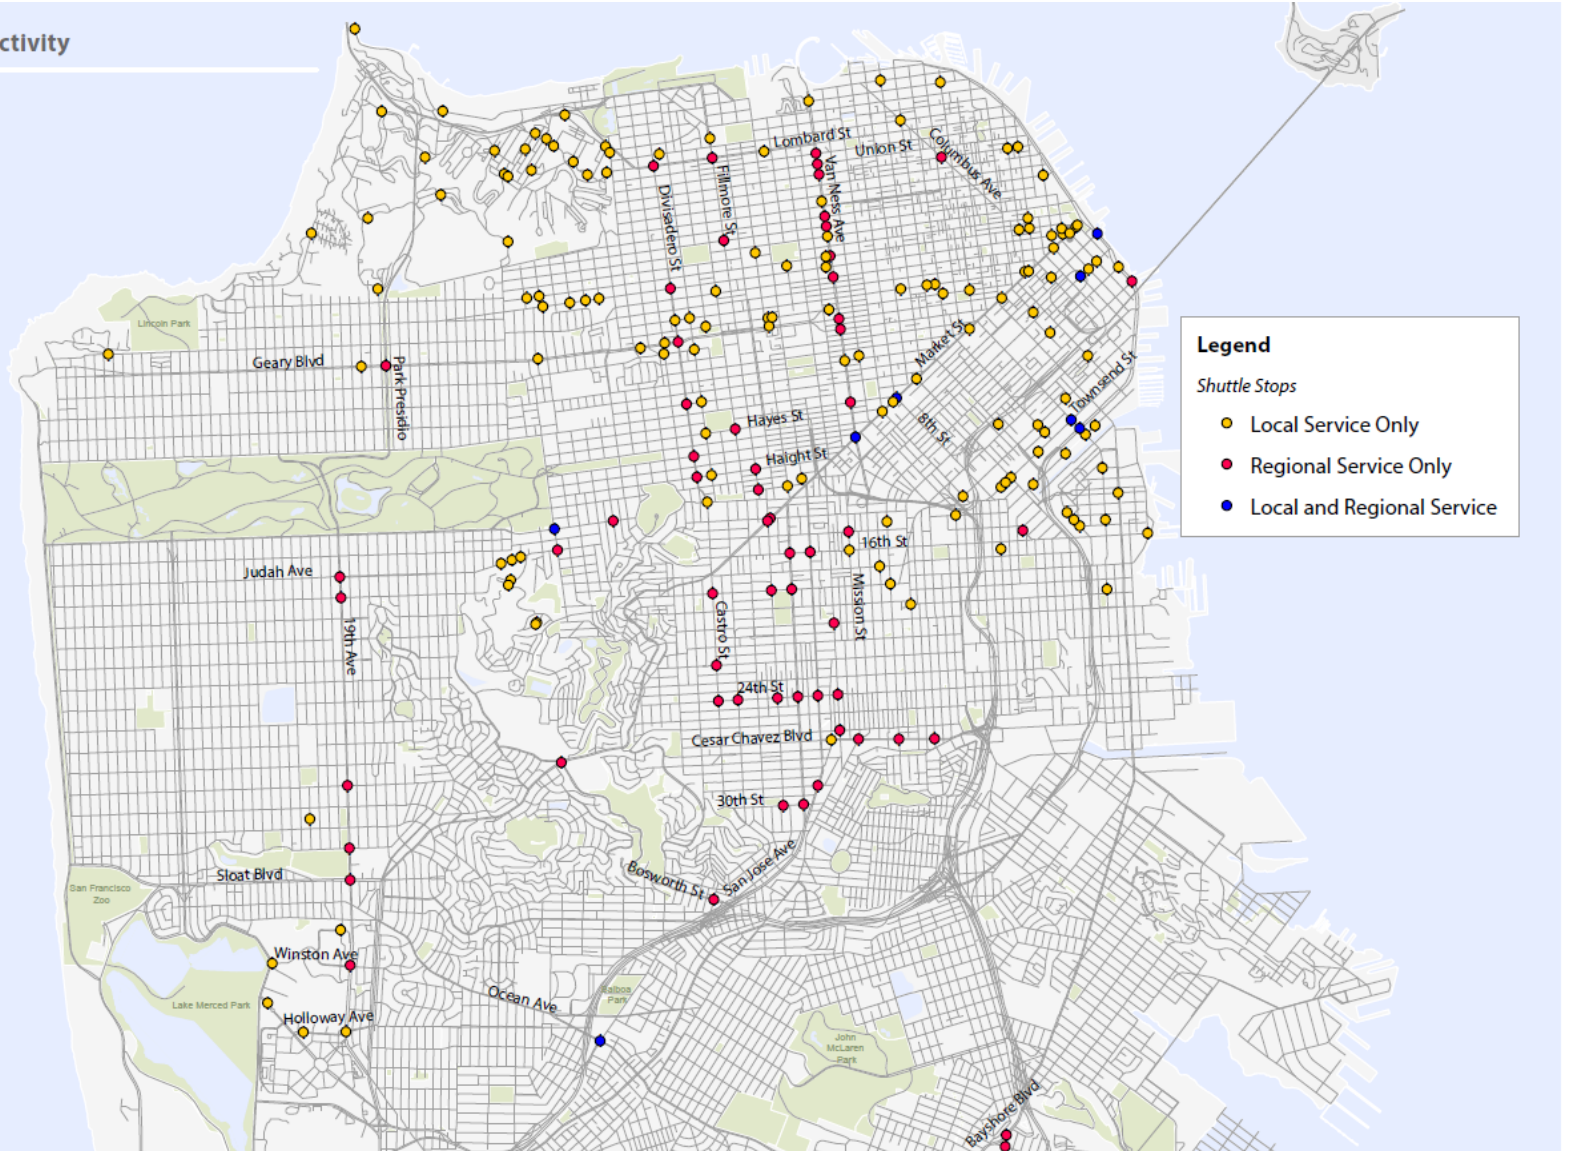 ctivity
Lombard St
Union St
Columbus Ave
Van Ness Ave
Fillmore St
Divisadero St
Lincoln Park
Geary Blvd
Park Presidio
Market St
Townsend St
8th St
Hayes St
Haight St
Legend
Shuttle Stops
Local Service Only
Regional Service Only
Local and Regional Service
16th St
Judah Ave
19th Ave
Castro St
Mission St
24th St
Cesar Chavez Blvd
30th St
San Jose Ave
Bosworth St
Sloat Blvd
San Francisco
Zoo
Winston Ave
Lake Merced Park
Holloway Ave
Ocean Ave
Balboa
Park
John
McLaren
Park
Bayshore Blvd